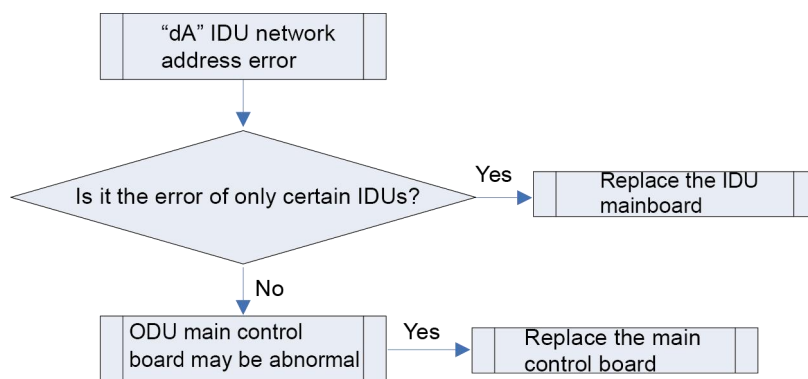 “dA” IDU network
address error
Is it the error of only certain IDUs?
Yes
Replace the IDU
mainboard
No
ODU main control
board may be abnormal
Yes
Replace the main
control board